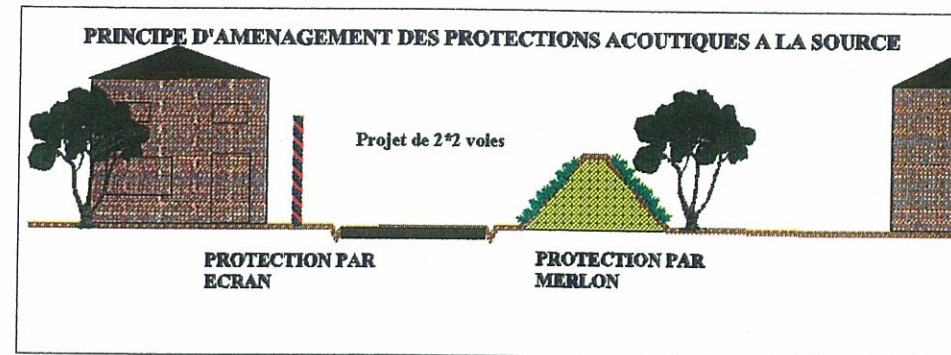 PRINCIPE D'AMENAGEMENT DES PROTECTIONS ACOUTIQUES A LA SOURCE
Projet de 2*2 voies
PROTECTION PAR
ECRAN
PROTECTION PAR
MERLON